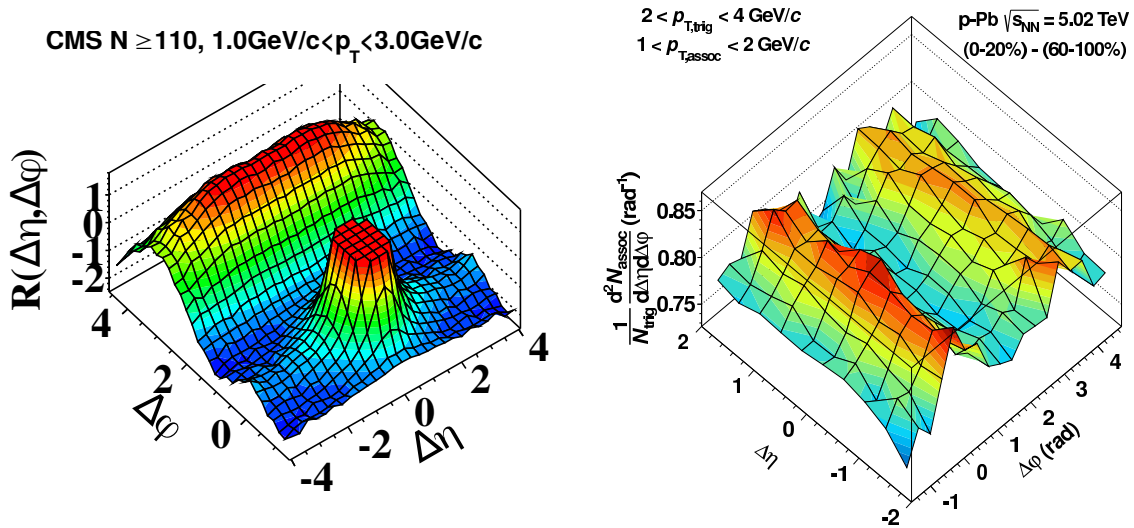 CMS N ≥110, 1.0GeV/c<p_T<3.0GeV/c
R(Δη,Δφ)
1
0
-1
-2
4
2
0
Δφ
-4
-2
0
2
4
Δη
2 < p_T,trig < 4 GeV/c
1 < p_T,assoc < 2 GeV/c
p-Pb √s_NN = 5.02 TeV
(0-20%) - (60-100%)
1/N_trig d²N_assoc/dΔηdΔφ (rad⁻¹)
0.85
0.80
0.75
2
1
0
-1
-2
Δη
-1
0
1
2
3
4
Δφ (rad)